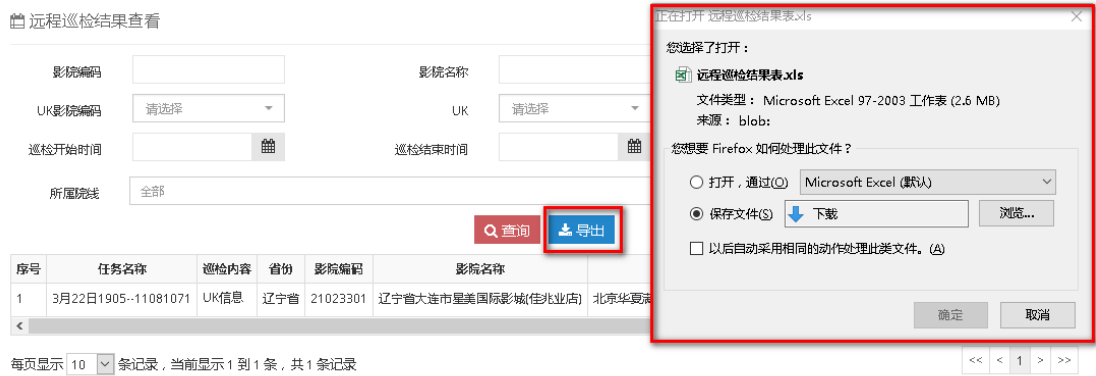 远程巡检结果查看
影院编码
影院名称
UK影院编码 请选择
UK 请选择
巡检开始时间
巡检结束时间
所属院线 全部
查询 导出
序号 任务名称 巡检内容 省份 影院编码 影院名称
1 3月22日1905--11081071 UK信息 辽宁省 21023301 辽宁省大连市星美国际影城(佳兆业店) 北京华夏
每页显示 10 条记录，当前显示 1 到 1 条，共 1 条记录
<< < 1 > >>
正在打开 远程巡检结果表.xls
您选择了打开：
远程巡检结果表.xls
文件类型： Microsoft Excel 97-2003 工作表 (2.6 MB)
来源： blob:
您想要 Firefox 如何处理此文件？
打开，通过(O) Microsoft Excel (默认)
保存文件(S) 下载 浏览...
以后自动采用相同的动作处理此类文件。(A)
确定 取消